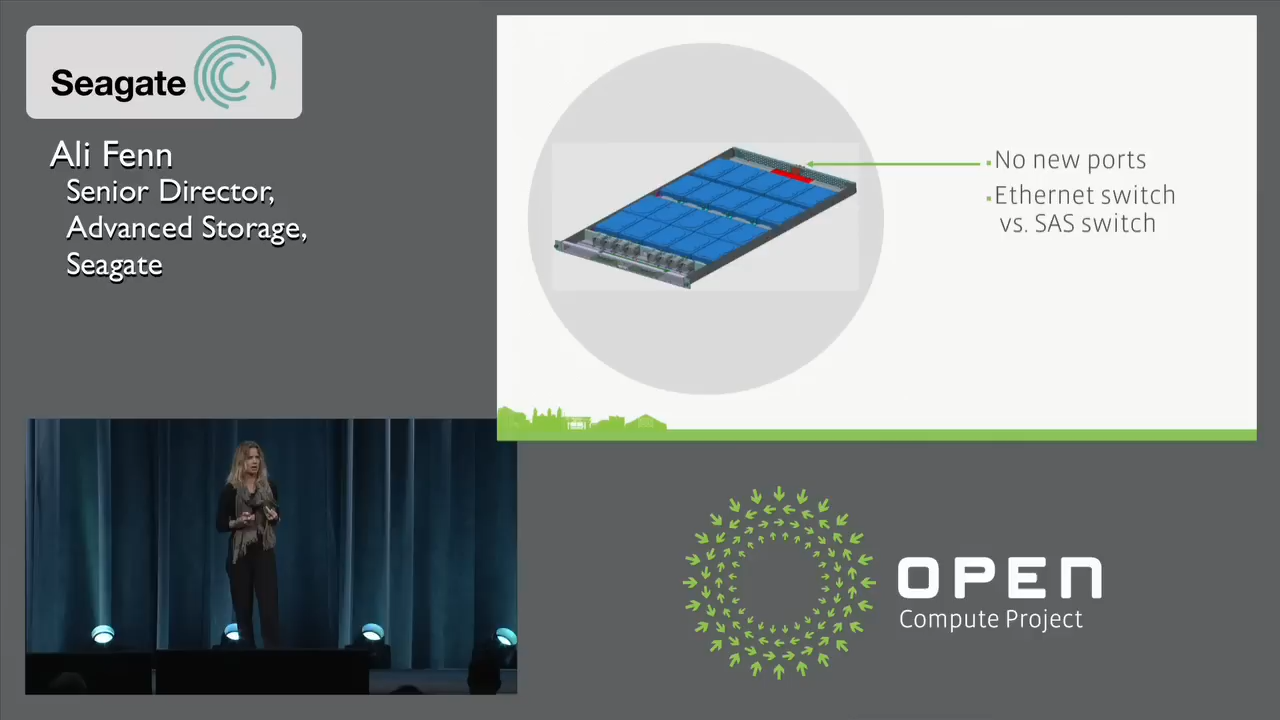 Seagate
Ali Fenn
Senior Director,
Advanced Storage,
Seagate
No new ports
Ethernet switch
vs. SAS switch
OPEN
Compute Project